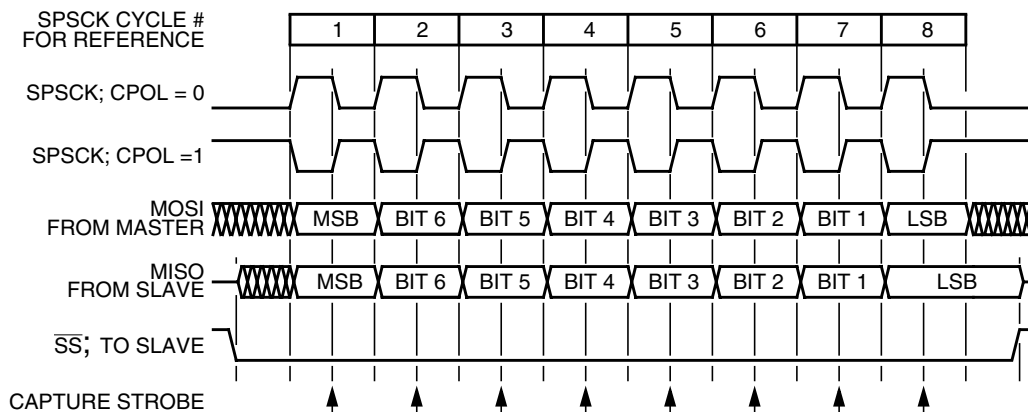 SPSCK CYCLE #
FOR REFERENCE
1 2 3 4 5 6 7 8
SPSCK; CPOL = 0
SPSCK; CPOL =1
MOSI
FROM MASTER
MSB BIT 6 BIT 5 BIT 4 BIT 3 BIT 2 BIT 1 LSB
MISO
FROM SLAVE
MSB BIT 6 BIT 5 BIT 4 BIT 3 BIT 2 BIT 1 LSB
SS; TO SLAVE
CAPTURE STROBE